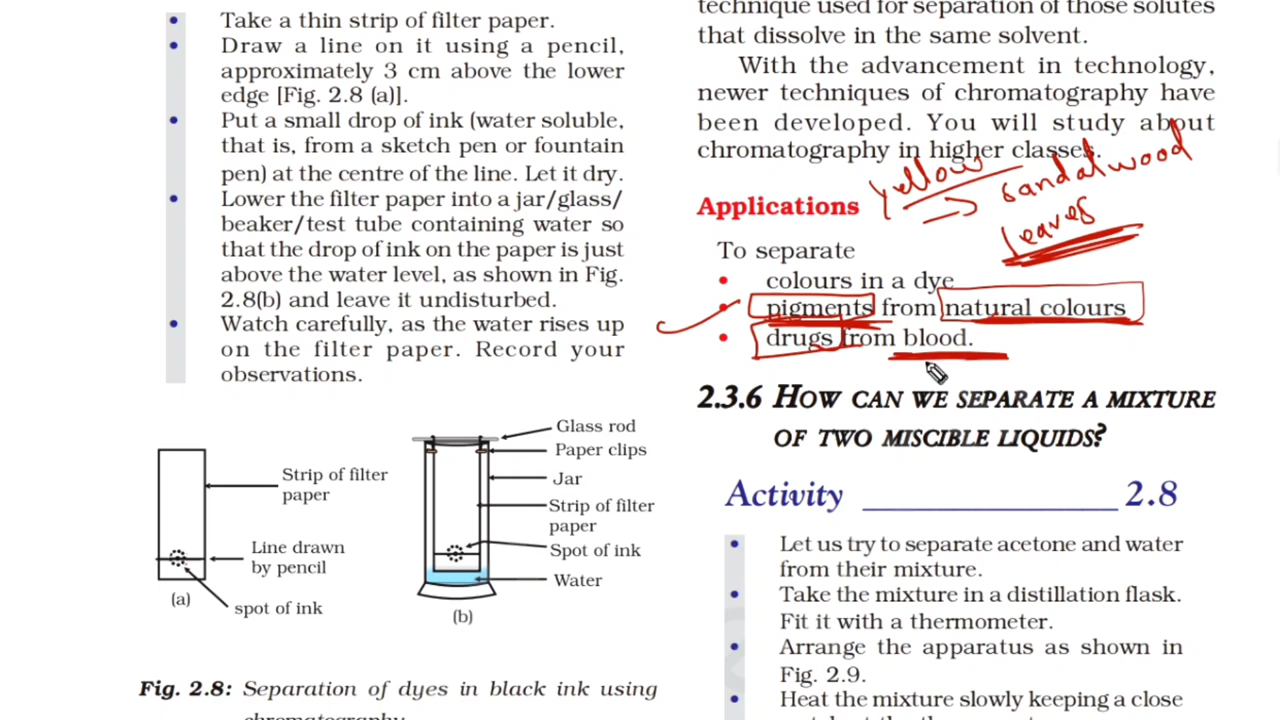 • Take a thin strip of filter paper.
• Draw a line on it using a pencil,
approximately 3 cm above the lower
edge [Fig. 2.8 (a)].
• Put a small drop of ink (water soluble,
that is, from a sketch pen or fountain
pen) at the centre of the line. Let it dry.
• Lower the filter paper into a jar/glass/
beaker/test tube containing water so
that the drop of ink on the paper is just
above the water level, as shown in Fig.
2.8(b) and leave it undisturbed.
• Watch carefully, as the water rises up
on the filter paper. Record your
observations.
Strip of filter
paper
Line drawn
by pencil
spot of ink
(a)
Glass rod
Paper clips
Jar
Strip of filter
paper
Spot of ink
Water
(b)
Fig. 2.8: Separation of dyes in black ink using
chromatography
technique used for separation of those solutes
that dissolve in the same solvent.
With the advancement in technology,
newer techniques of chromatography have
been developed. You will study about
chromatography in higher classes.
Yellow
→ sandalwood
leaves
Applications
To separate
• colours in a dye
• pigments from natural colours
• drugs from blood.
2.3.6 HOW CAN WE SEPARATE A MIXTURE
OF TWO MISCIBLE LIQUIDS?
Activity ______________ 2.8
• Let us try to separate acetone and water
from their mixture.
• Take the mixture in a distillation flask.
Fit it with a thermometer.
• Arrange the apparatus as shown in
Fig. 2.9.
• Heat the mixture slowly keeping a close